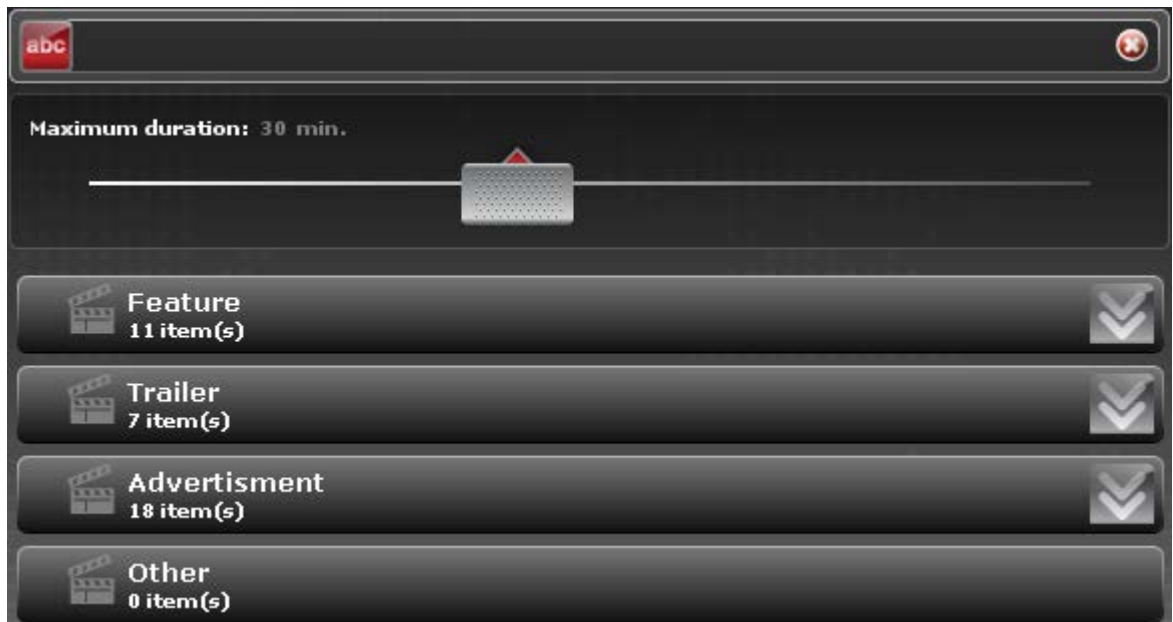 abc
Maximum duration: 30 min.
Feature
11 item(s)
Trailer
7 item(s)
Advertisment
18 item(s)
Other
0 item(s)